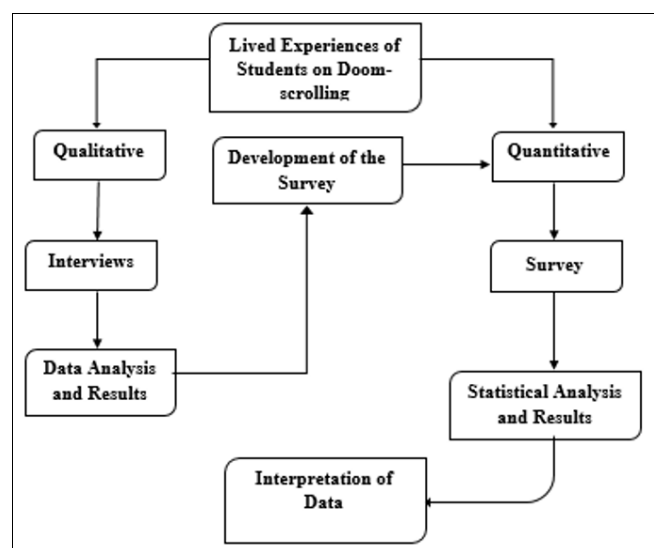 Lived Experiences of
Students on Doom-
scrolling
Qualitative
Development of the
Survey
Quantitative
Interviews
Survey
Data Analysis
and Results
Statistical Analysis
and Results
Interpretation of
Data